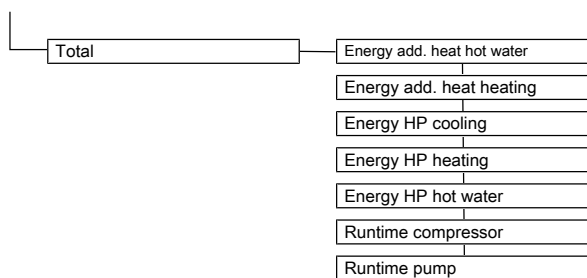 Total
Energy add. heat hot water
Energy add. heat heating
Energy HP cooling
Energy HP heating
Energy HP hot water
Runtime compressor
Runtime pump